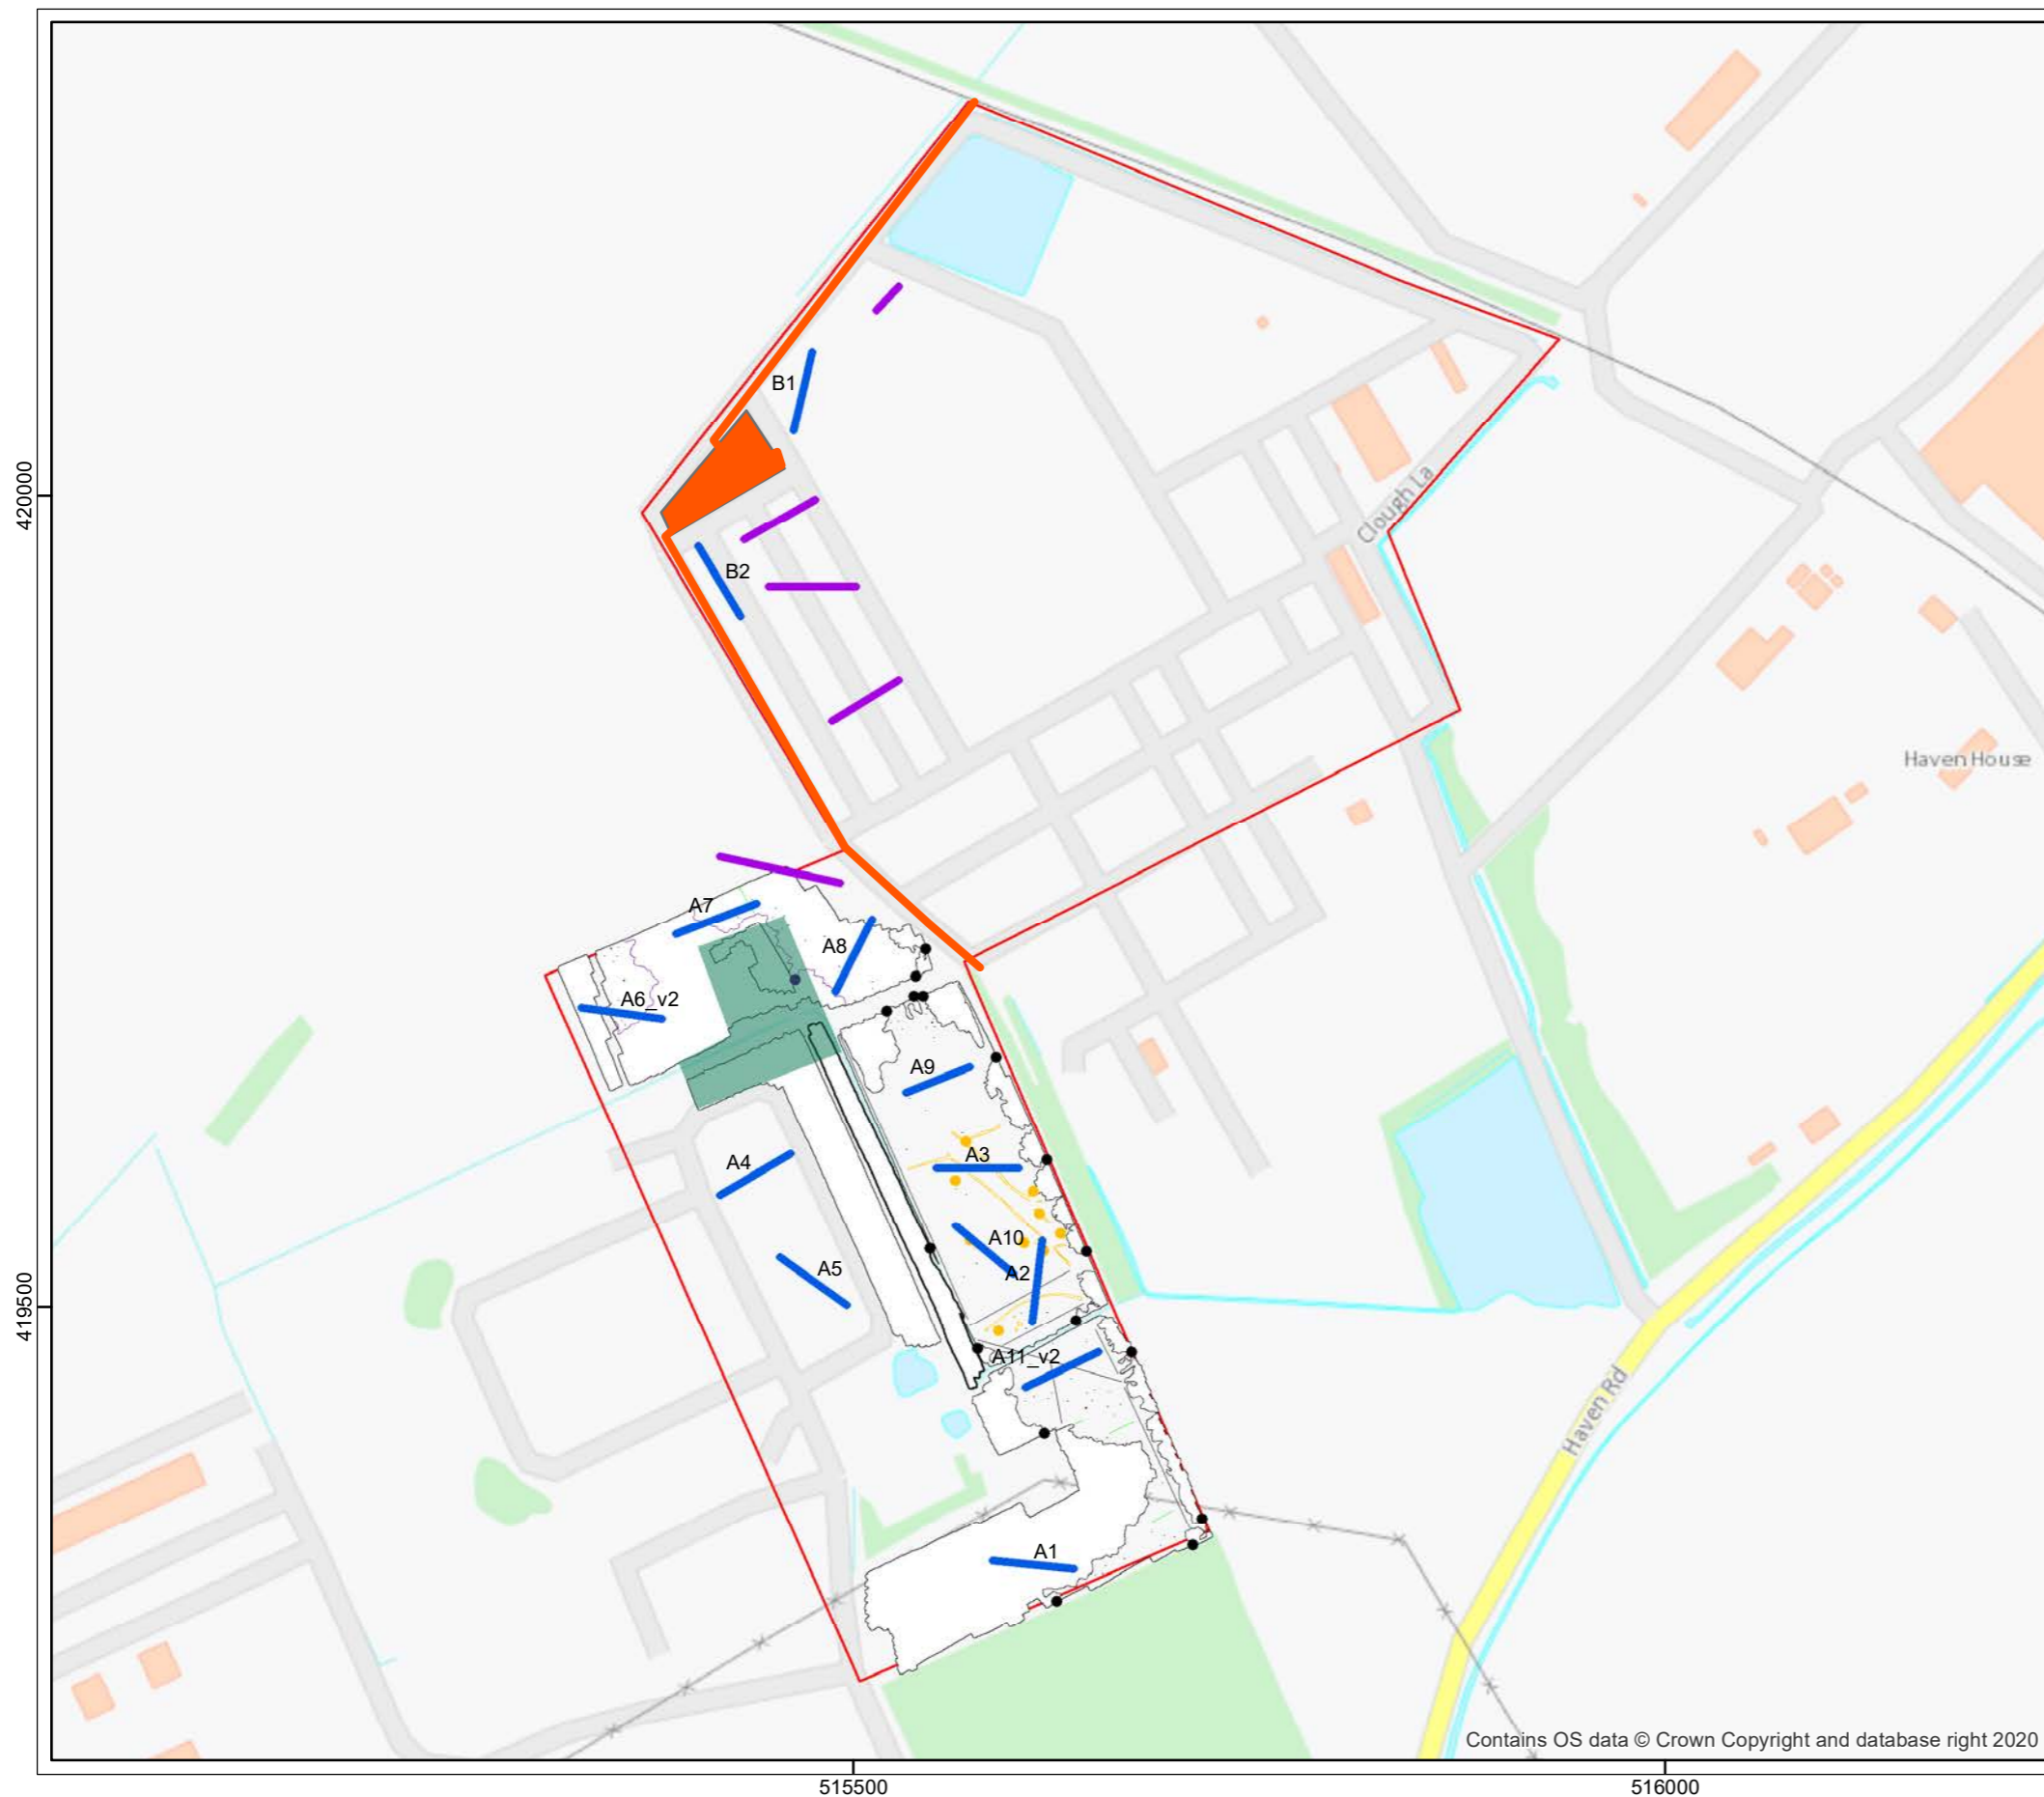 B1
420000
Clough La
B2
Haven House
A7
A8
A6_v2
A9
A3
A4
A10
A2
A5
419500
A11_v2
Haven Rd
A1
Contains OS data © Crown Copyright and database right 2020
515500
516000